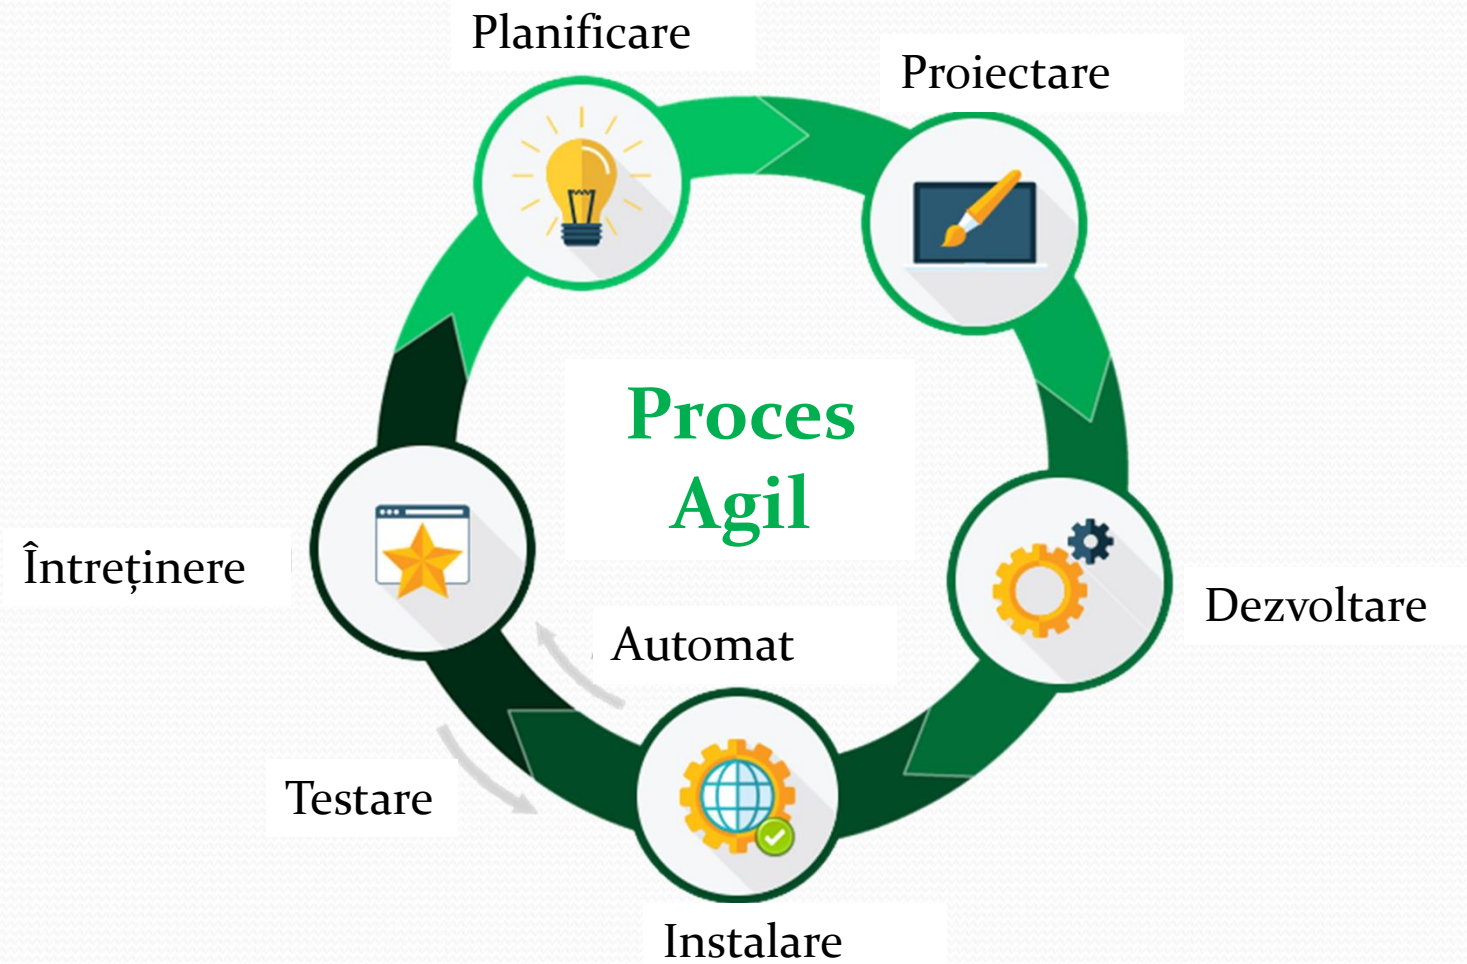 Planificare
Proiectare
Proces
Agil
Întreținere
Dezvoltare
Automat
Testare
Instalare